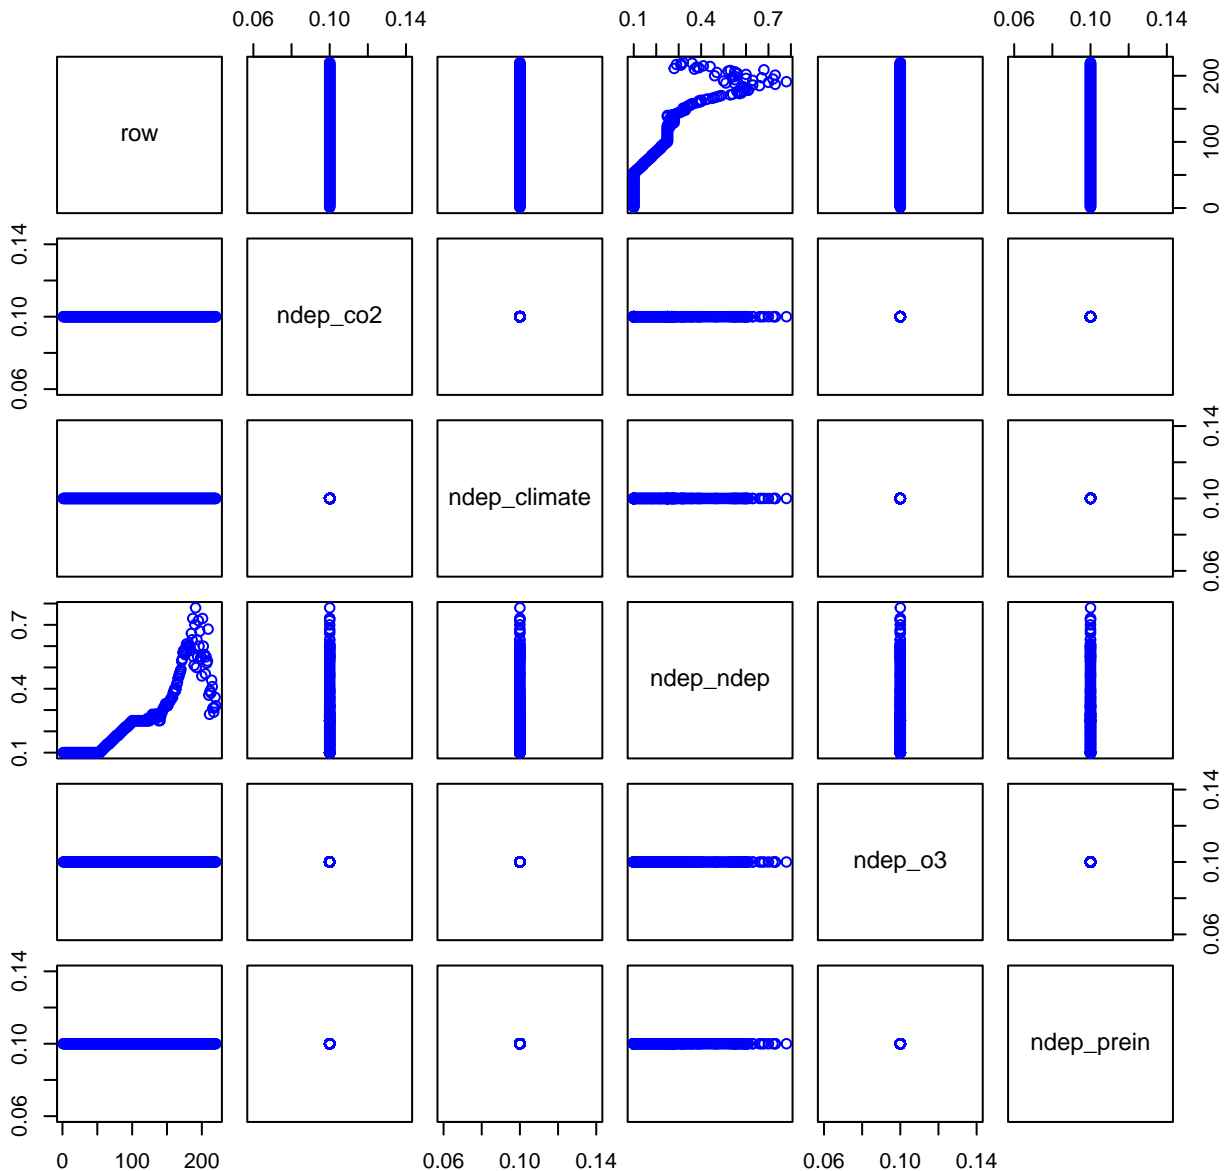 0.06 0.10 0.14 0.1 0.4 0.7 0.06 0.10 0.14
row 0 100 200
0.06 0.10 0.14 ndep_co2
ndep_climate 0.06 0.10 0.14
0.1 0.4 0.7 ndep_ndep
ndep_o3 0.06 0.10 0.14
0.06 0.10 0.14 ndep_prein
0 100 200 0.06 0.10 0.14 0.06 0.10 0.14